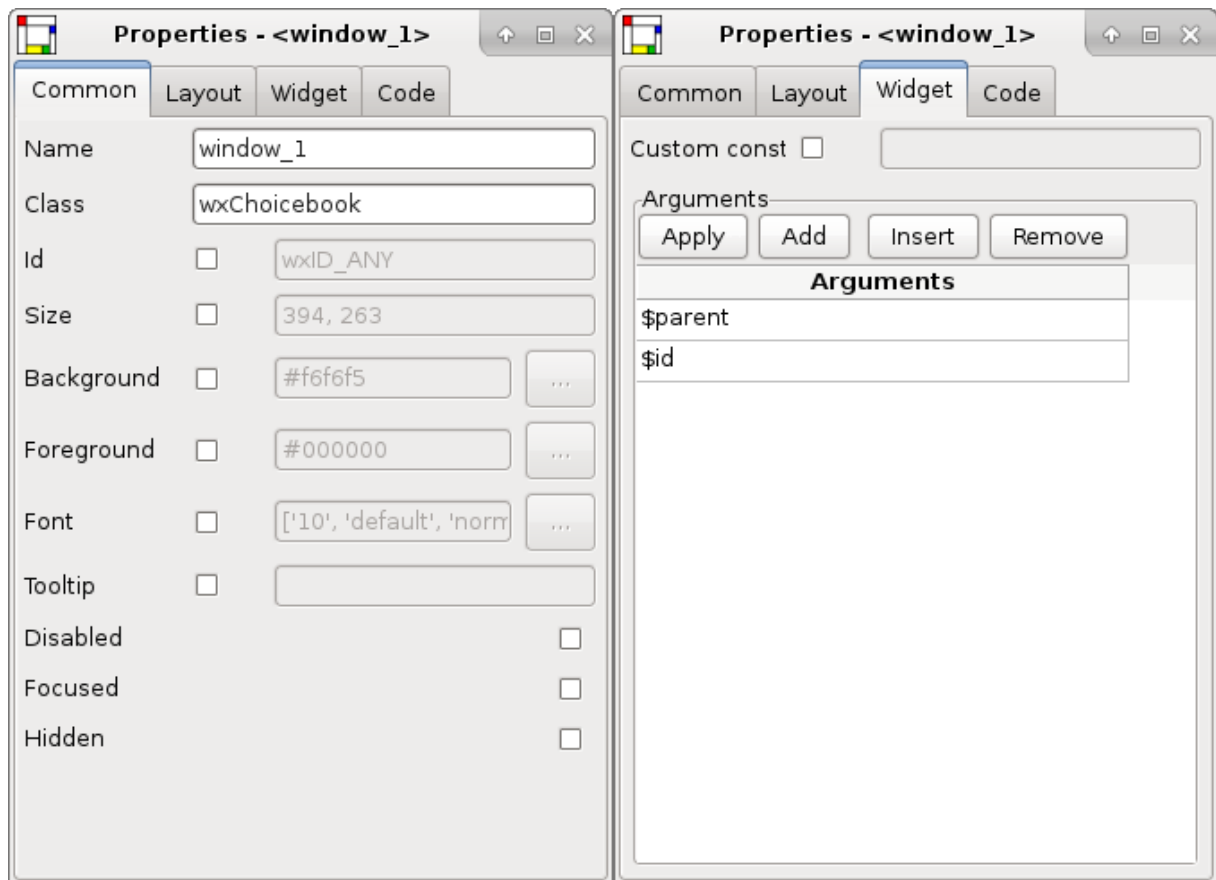 Properties - <window_1>
Common Layout Widget Code
Name window_1
Class wxChoicebook
Id wxID_ANY
Size 394, 263
Background #f6f6f5 ...
Foreground #000000 ...
Font ['10', 'default', 'norm ...
Tooltip
Disabled
Focused
Hidden
Properties - <window_1>
Common Layout Widget Code
Custom const
Arguments
Apply Add Insert Remove
Arguments
$parent
$id